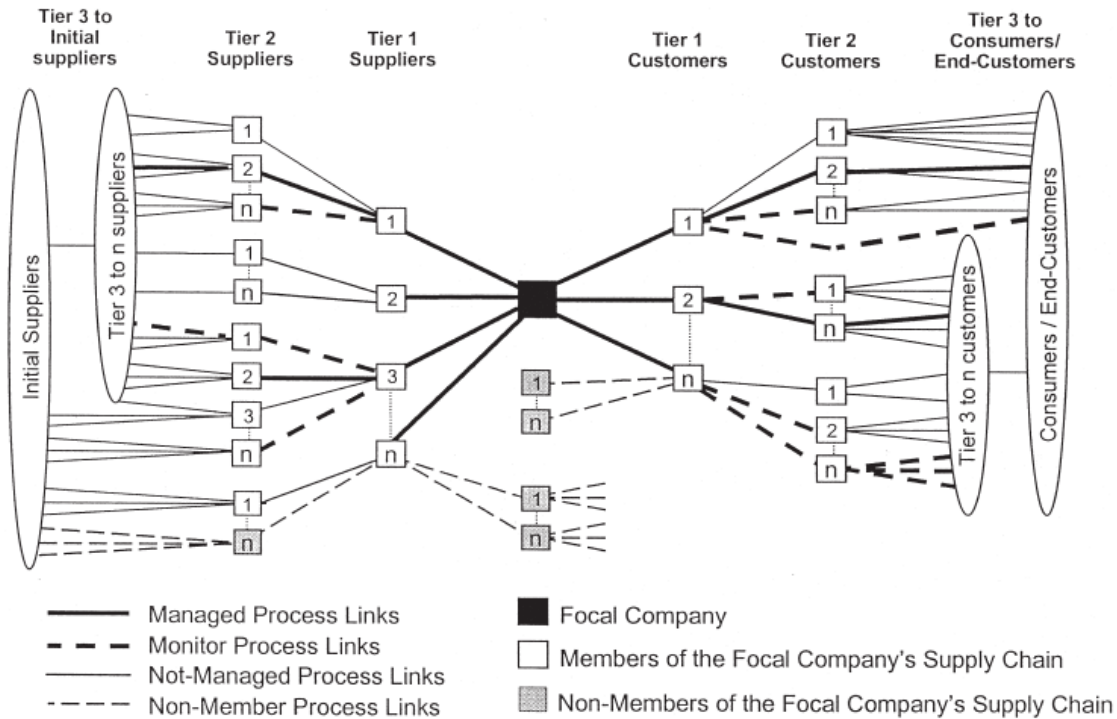 Tier 3 to
Initial
suppliers
Tier 2
Suppliers
Tier 1
Suppliers
Tier 1
Customers
Tier 2
Customers
Tier 3 to
Consumers/
End-Customers
Initial Suppliers
Tier 3 to n suppliers
1
2
n
1
n
1
2
3
n
1
n
1
2
3
n
1
n
1
n
1
2
n
1
2
n
1
n
1
2
n
Tier 3 to n customers
Consumers / End-Customers
Managed Process Links
Monitor Process Links
Not-Managed Process Links
Non-Member Process Links
Focal Company
Members of the Focal Company's Supply Chain
Non-Members of the Focal Company's Supply Chain